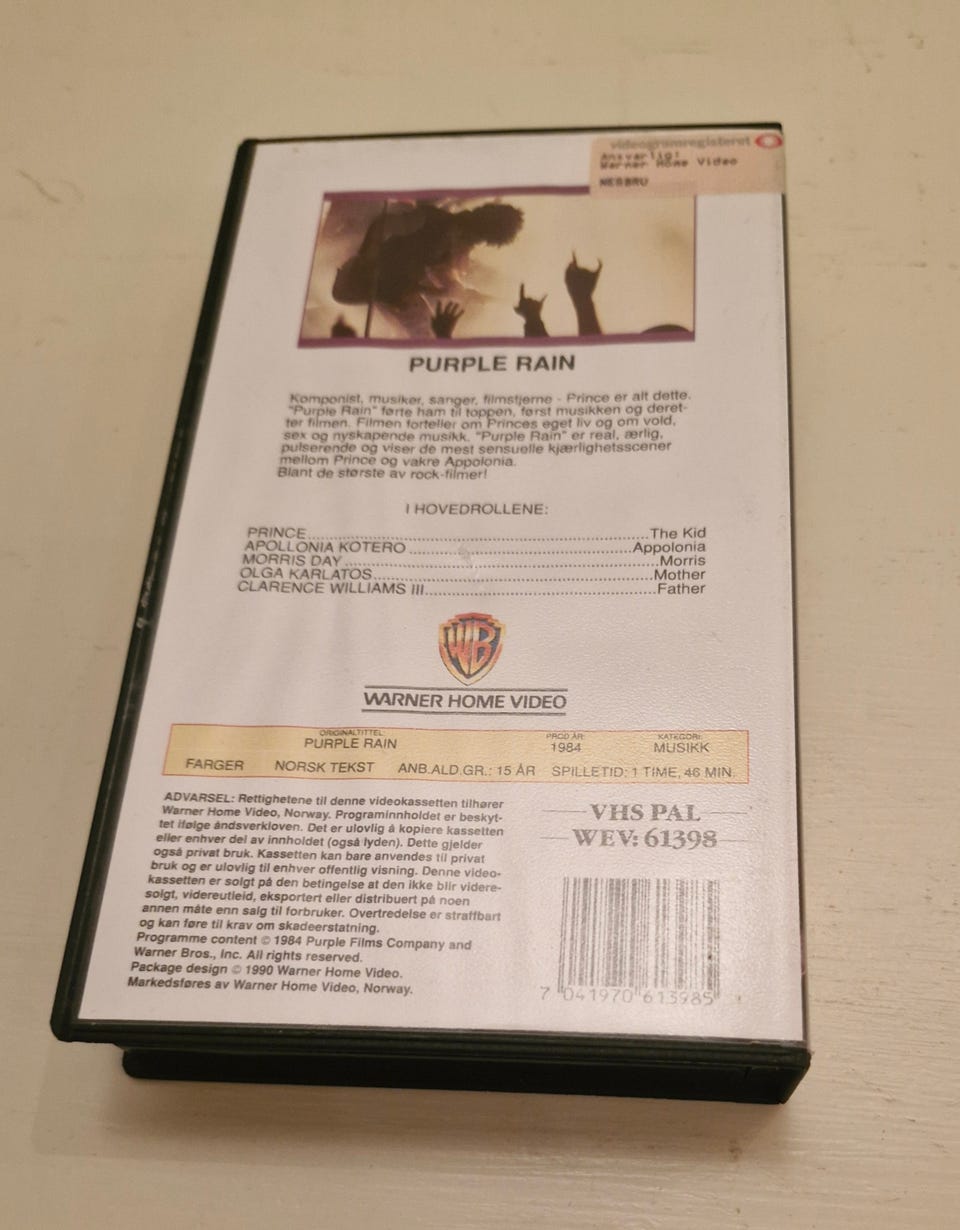 videogramregisteret
Ansvarlig:
Warner Home Video
NERBRU
PURPLE RAIN
Komponist, musiker, sanger, filmstjerne - Prince er alt dette.
"Purple Rain" førte ham til toppen, først musikken og deret-
ter filmen. Filmen forteller om Princes eget liv og om vold,
sex og nyskapende musikk. "Purple Rain" er real, ærlig,
pulserende og viser de mest sensuelle kjærlighetsscener
mellom Prince og vakre Appolonia.
Blant de største av rock-filmer!
I HOVEDROLLENE:
PRINCE..........The Kid
APOLLONIA KOTERO..........Appolonia
MORRIS DAY..........Morris
OLGA KARLATOS..........Mother
CLARENCE WILLIAMS III..........Father
WB
WARNER HOME VIDEO
ORIGINALTITTEL: PROD ÅR: KATEGORI:
PURPLE RAIN 1984 MUSIKK
FARGER NORSK TEKST ANB.ALD.GR.: 15 ÅR SPILLETID: 1 TIME, 46 MIN.
ADVARSEL: Rettighetene til denne videokassetten tilhører
Warner Home Video, Norway. Programinnholdet er beskyt-
tet ifølge åndsverkloven. Det er ulovlig å kopiere kassetten
eller enhver del av innholdet (også lyden). Dette gjelder
også privat bruk. Kassetten kan bare anvendes til privat
bruk og er ulovlig til enhver offentlig visning. Denne video-
kassetten er solgt på den betingelse at den ikke blir videre-
solgt, videreutleid, eksportert eller distribuert på noen
annen måte enn salg til forbruker. Overtredelse er straffbart
og kan føre til krav om skadeerstatning.
Programme content © 1984 Purple Films Company and
Warner Bros., Inc. All rights reserved.
Package design © 1990 Warner Home Video.
Markedsføres av Warner Home Video, Norway.
VHS PAL
WEV: 61398
7 041970 613985